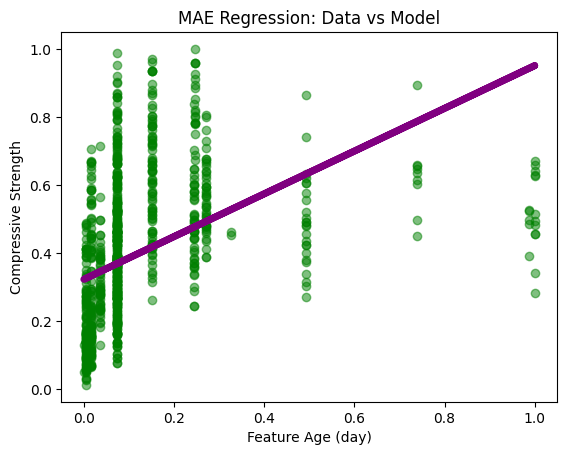 MAE Regression: Data vs Model
1.0
0.8
0.6
0.4
0.2
0.0
Compressive Strength
0.0 0.2 0.4 0.6 0.8 1.0
Feature Age (day)